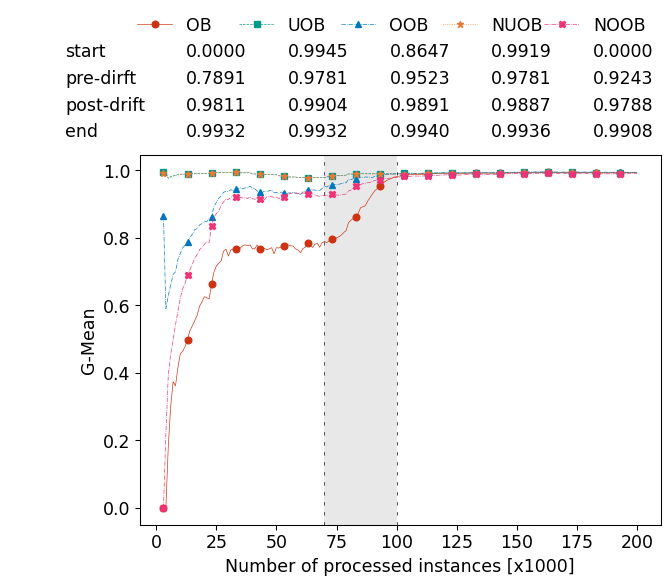 OB UOB OOB NUOB NOOB
start 0.0000 0.9945 0.8647 0.9919 0.0000
pre-dirft 0.7891 0.9781 0.9523 0.9781 0.9243
post-drift 0.9811 0.9904 0.9891 0.9887 0.9788
end 0.9932 0.9932 0.9940 0.9936 0.9908
1.0
0.8
0.6
0.4
0.2
0.0
G-Mean
0 25 50 75 100 125 150 175 200
Number of processed instances [x1000]